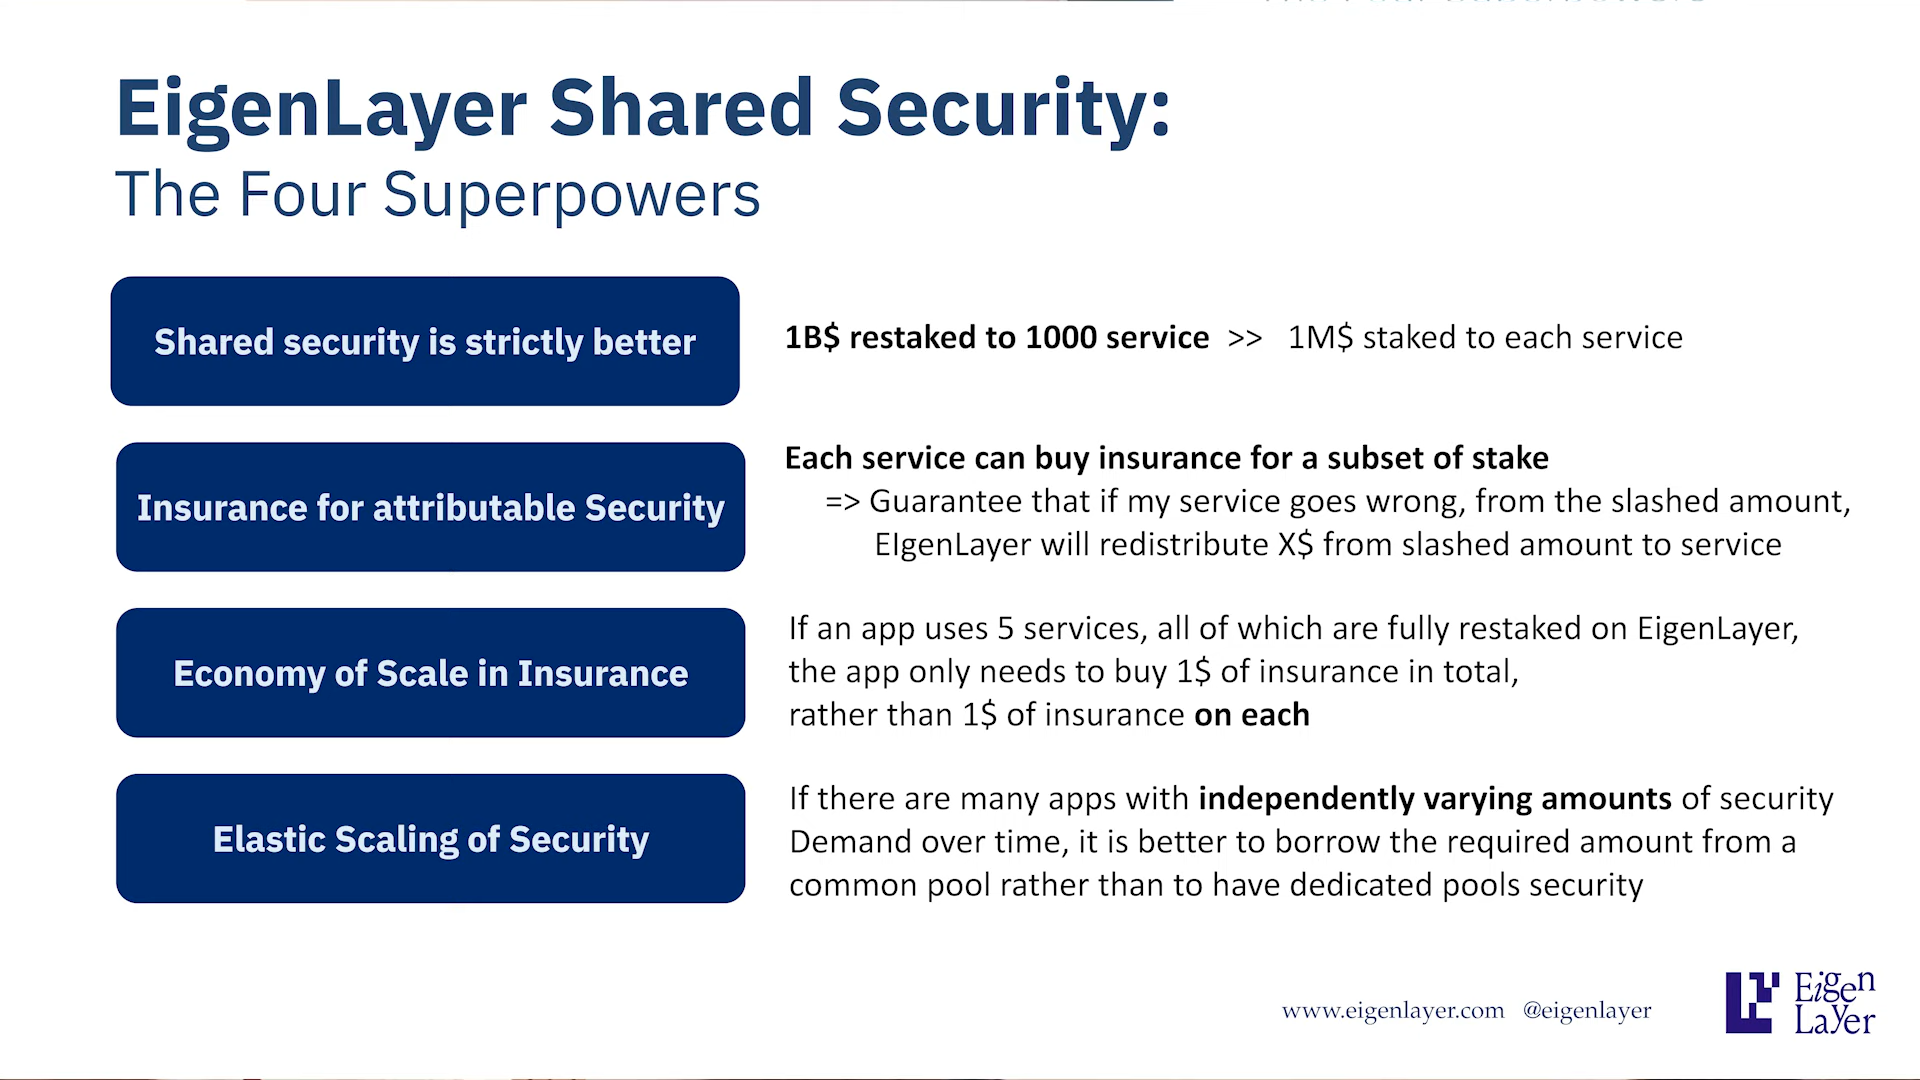 EigenLayer Shared Security:
The Four Superpowers
Shared security is strictly better
1B$ restaked to 1000 service >> 1M$ staked to each service
Insurance for attributable Security
Each service can buy insurance for a subset of stake
=> Guarantee that if my service goes wrong, from the slashed amount,
EIgenLayer will redistribute X$ from slashed amount to service
Economy of Scale in Insurance
If an app uses 5 services, all of which are fully restaked on EigenLayer,
the app only needs to buy 1$ of insurance in total,
rather than 1$ of insurance on each
Elastic Scaling of Security
If there are many apps with independently varying amounts of security
Demand over time, it is better to borrow the required amount from a
common pool rather than to have dedicated pools security
www.eigenlayer.com @eigenlayer
Eigen
Layer